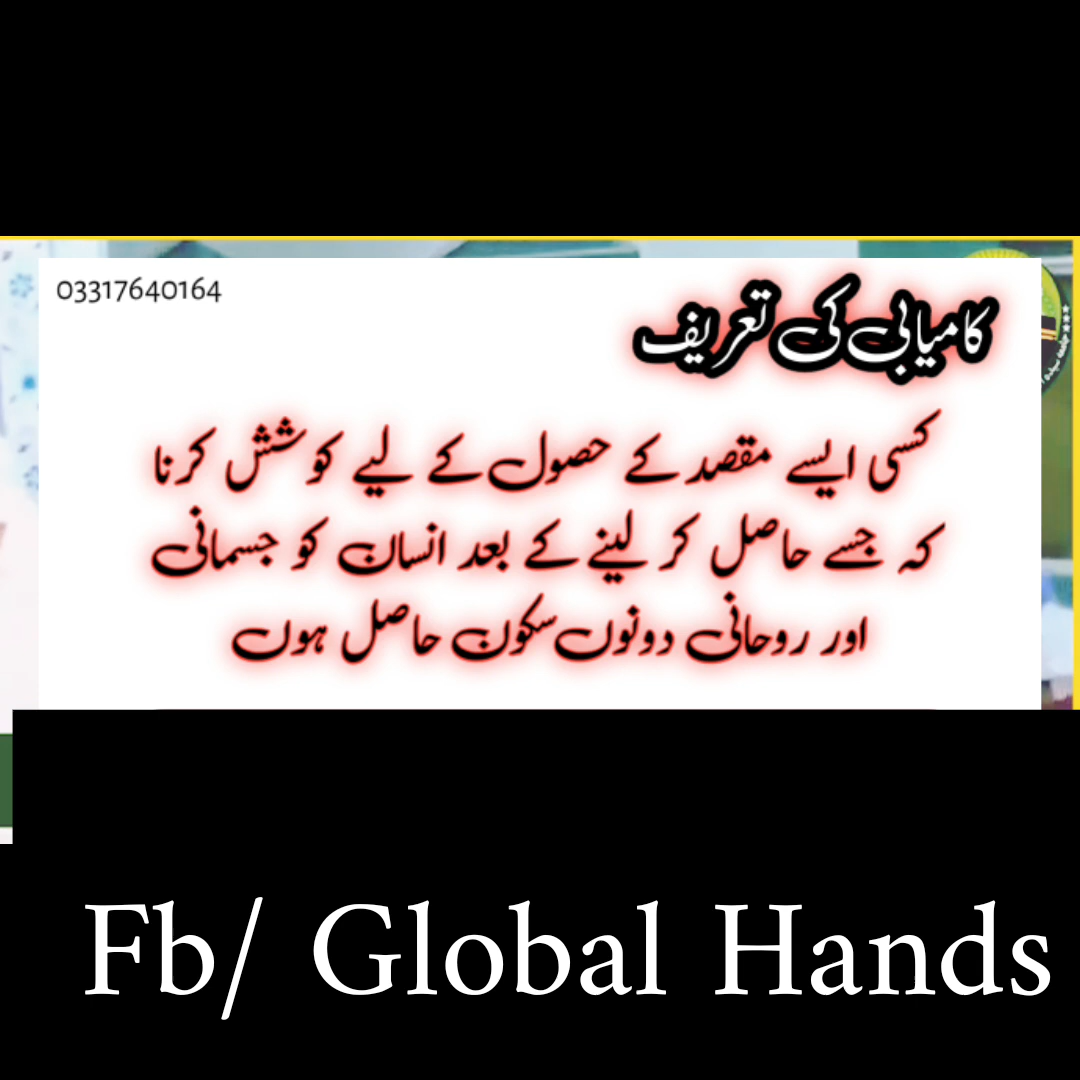 03317640164
کامیابی کی تعریف
کسی ایسے مقصد کے حصول کے لیے کوشش کرنا
کہ جسے حاصل کر لینے کے بعد انسان کو جسمانی
اور روحانی دونوں سکون حاصل ہوں
Fb/ Global Hands